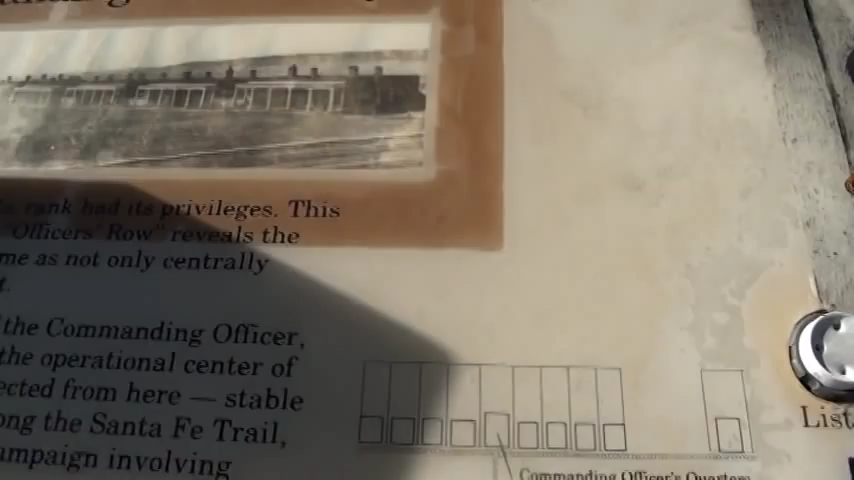 rank had its privileges. This
"Officers' Row" reveals the
me as not only centrally
t.
the Commanding Officer,
the operational center of
ected from here — stable
ong the Santa Fe Trail,
ampaign involving
Commanding Officer's Quarters
List